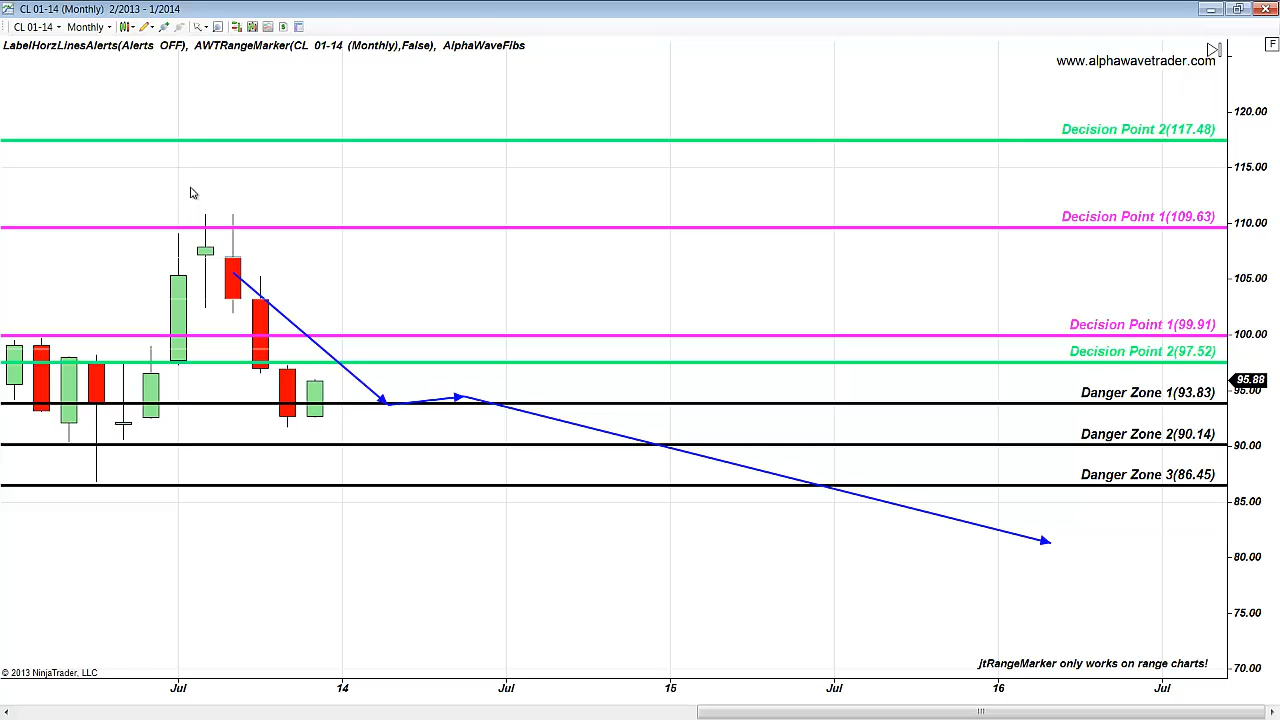 CL 01-14 (Monthly) 2/2013 - 1/2014
CL 01-14 Monthly
LabelHorzLinesAlerts(Alerts OFF), AWTRangeMarker(CL 01-14 (Monthly),False), AlphaWaveFibs
F
www.alphawavetrader.com
120.00
Decision Point 2(117.48)
115.00
Decision Point 1(109.63)
110.00
105.00
Decision Point 1(99.91)
100.00
Decision Point 2(97.52)
95.88
95.00
Danger Zone 1(93.83)
Danger Zone 2(90.14)
90.00
Danger Zone 3(86.45)
85.00
80.00
75.00
70.00
jtRangeMarker only works on range charts!
© 2013 NinjaTrader, LLC
Jul 14 Jul 15 Jul 16 Jul